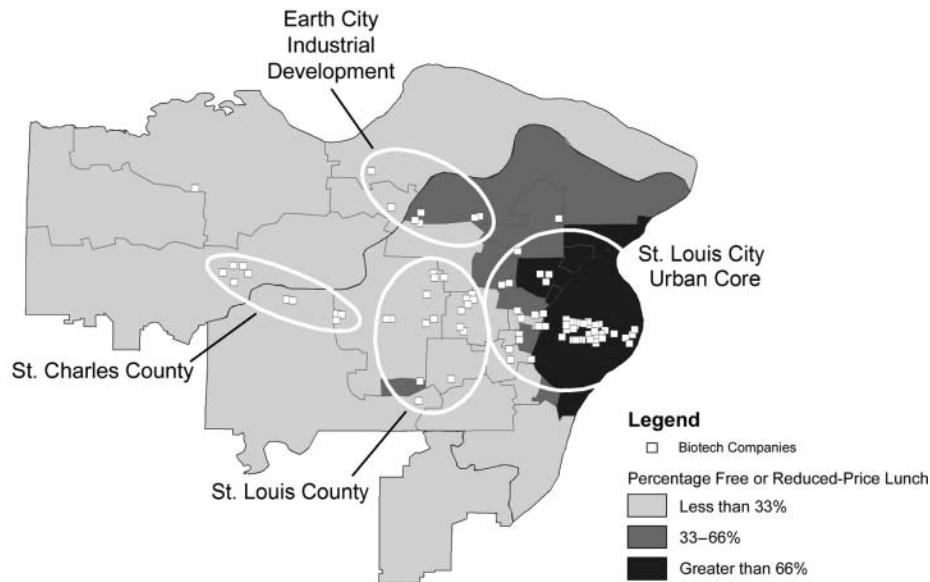 Earth City
Industrial
Development
St. Louis City
Urban Core
St. Charles County
St. Louis County
Legend
Biotech Companies
Percentage Free or Reduced-Price Lunch
Less than 33%
33–66%
Greater than 66%